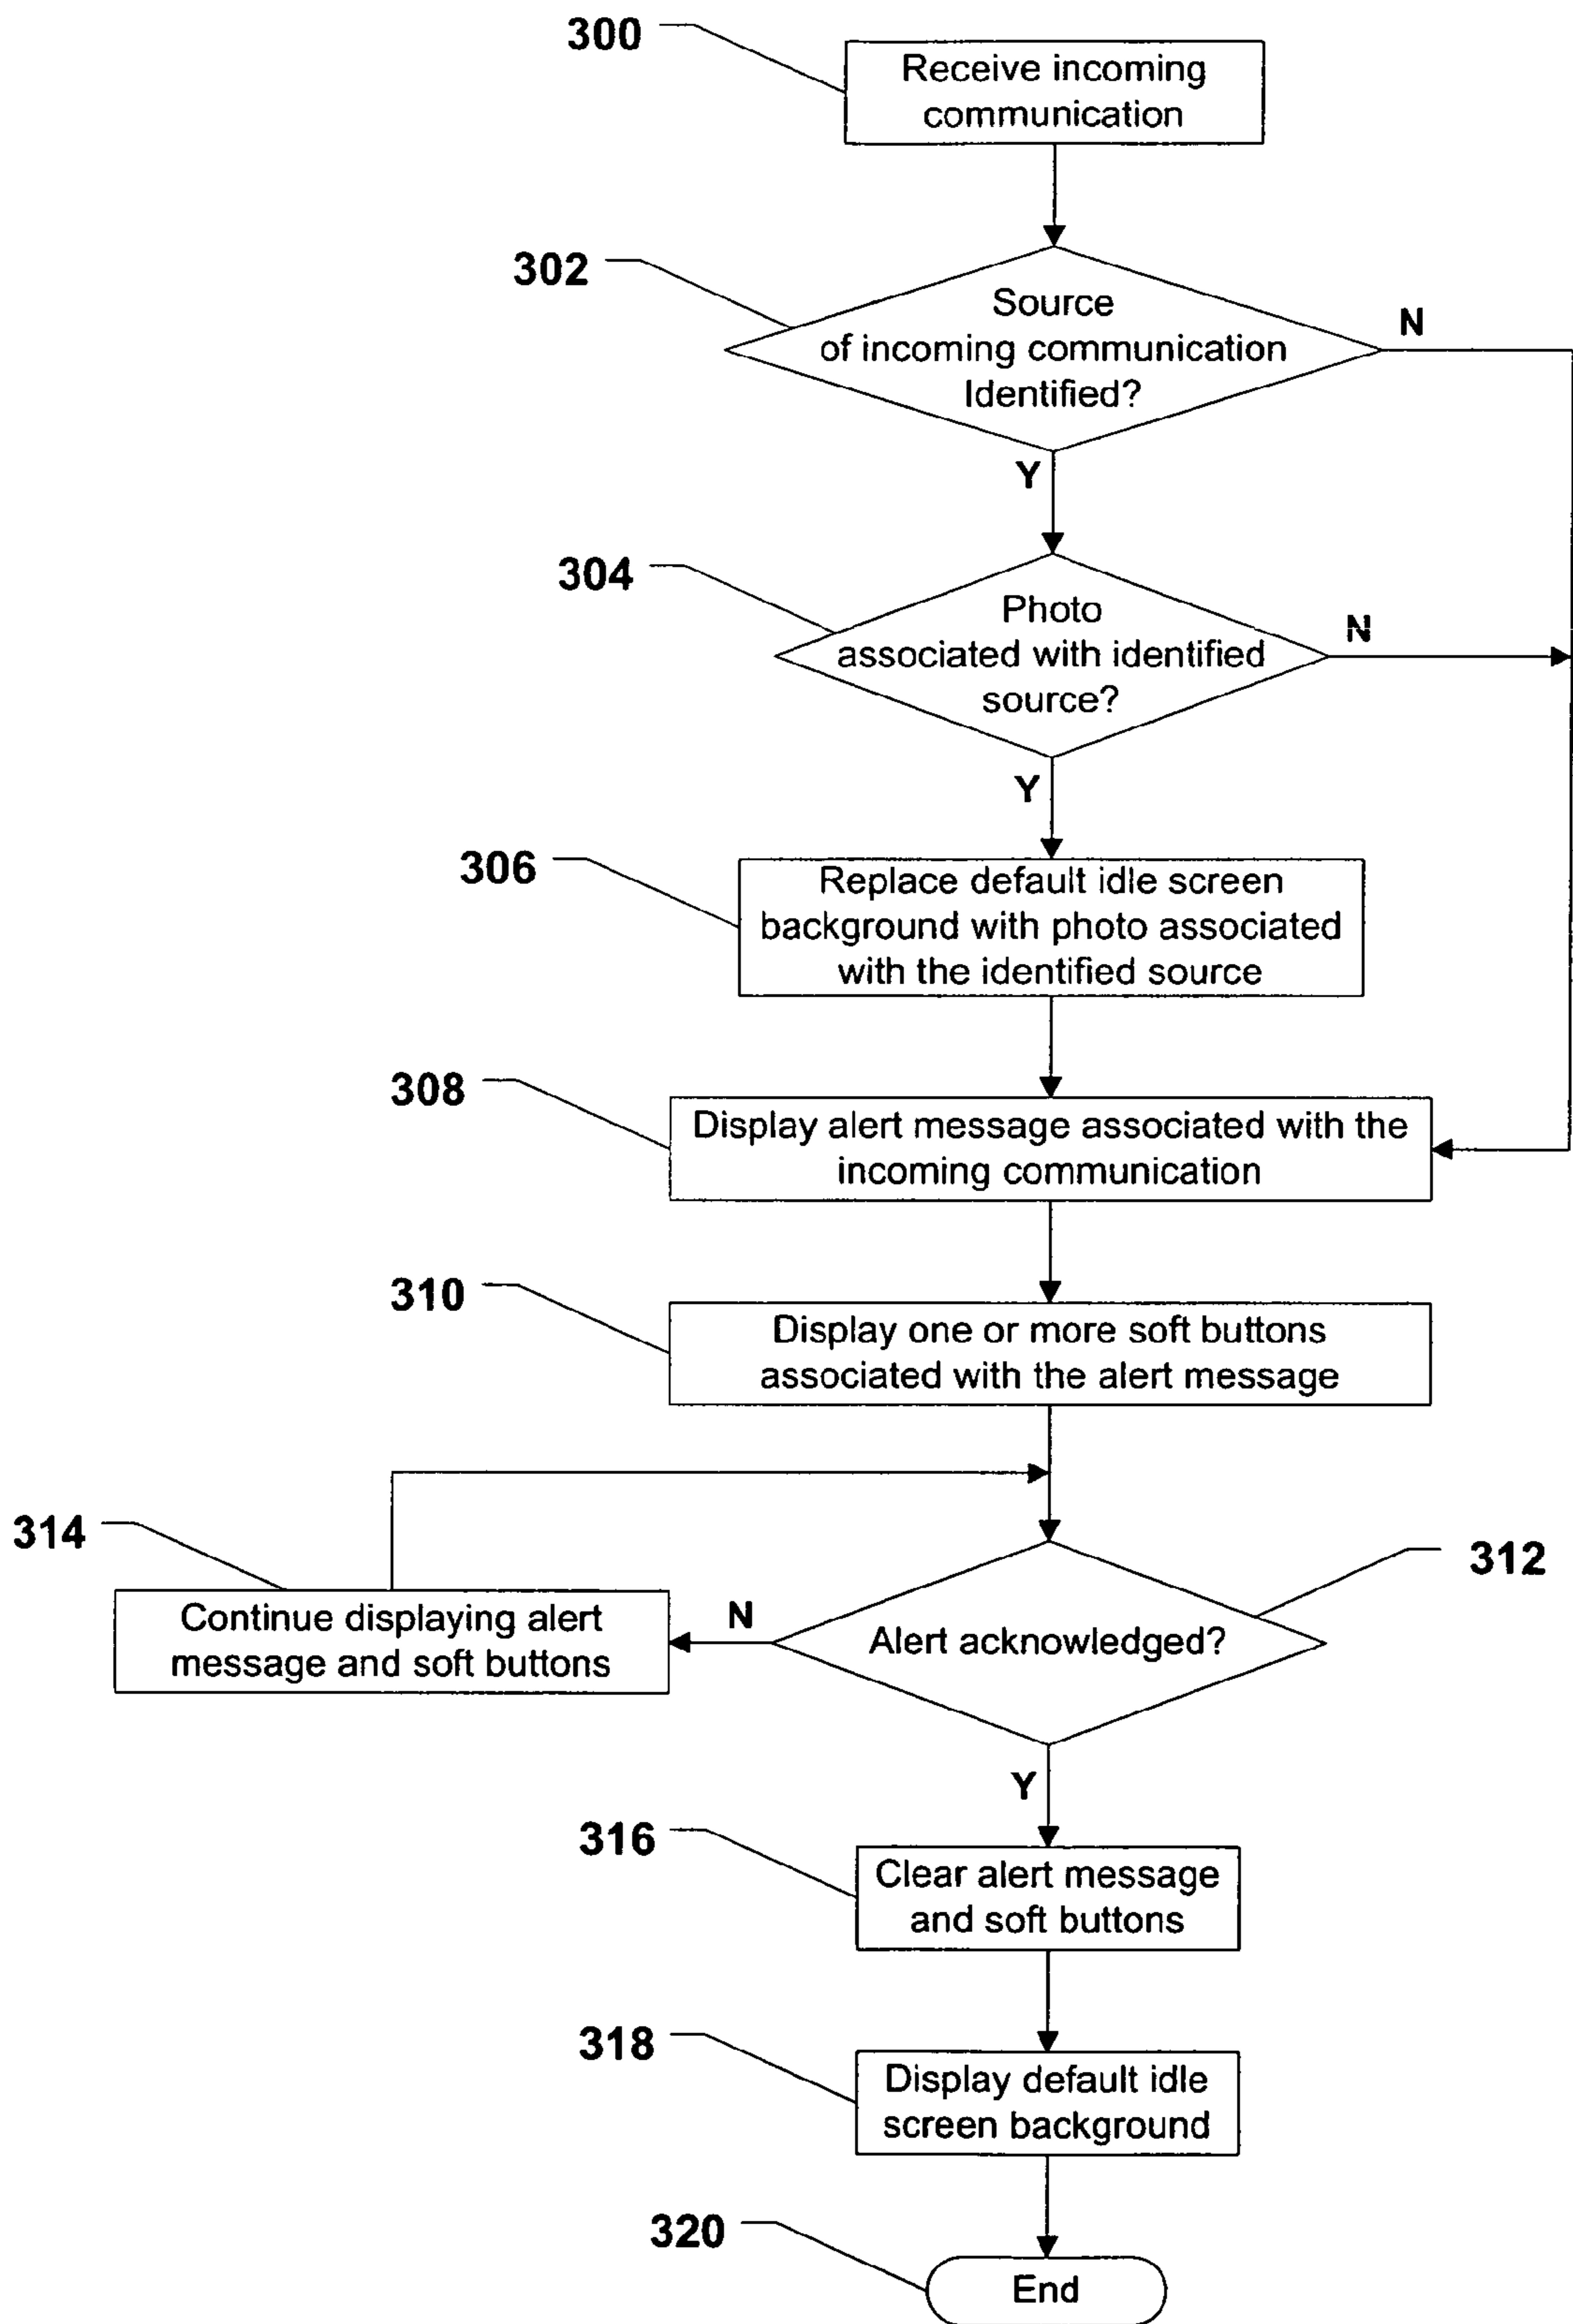 300
Receive incoming
communication
302
Source
of incoming communication
Identified?
N
Y
304
Photo
associated with identified
source?
N
Y
306
Replace default idle screen
background with photo associated
with the identified source
308
Display alert message associated with the
incoming communication
310
Display one or more soft buttons
associated with the alert message
314
Continue displaying alert
message and soft buttons
N
312
Alert acknowledged?
Y
316
Clear alert message
and soft buttons
318
Display default idle
screen background
320
End